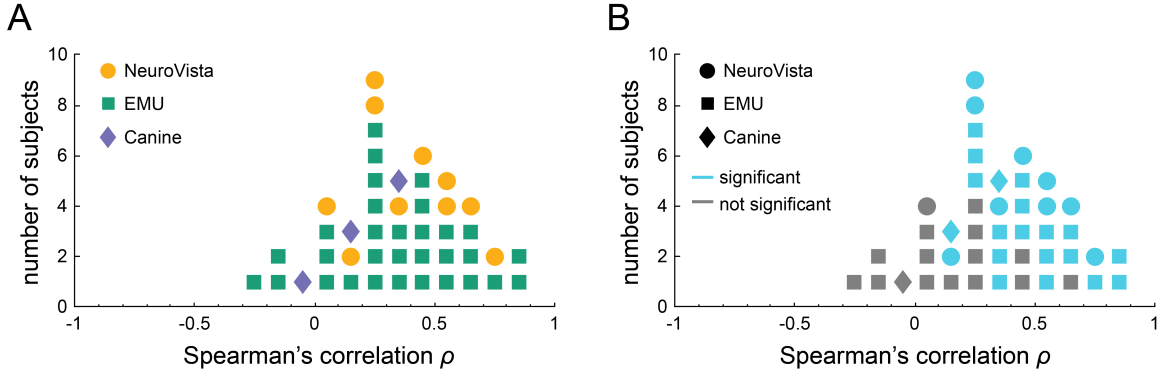 A
number of subjects
10
8
6
4
2
0
NeuroVista
EMU
Canine
-1
-0.5
0
0.5
1
Spearman's correlation ρ
B
number of subjects
10
8
6
4
2
0
NeuroVista
EMU
Canine
significant
not significant
-1
-0.5
0
0.5
1
Spearman's correlation ρ